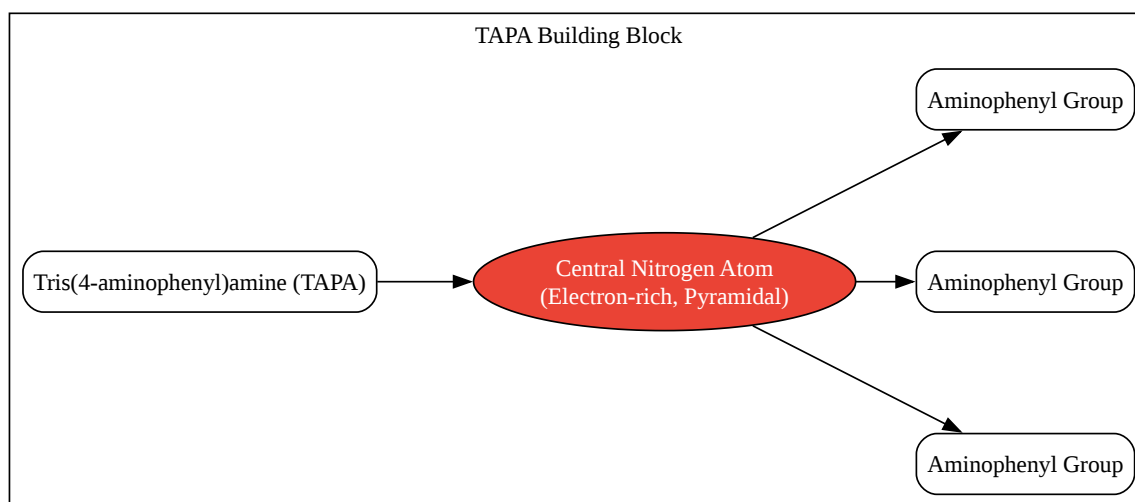 TAPA Building Block
Aminophenyl Group
Tris(4-aminophenyl)amine (TAPA)
Central Nitrogen Atom
(Electron-rich, Pyramidal)
Aminophenyl Group
Aminophenyl Group